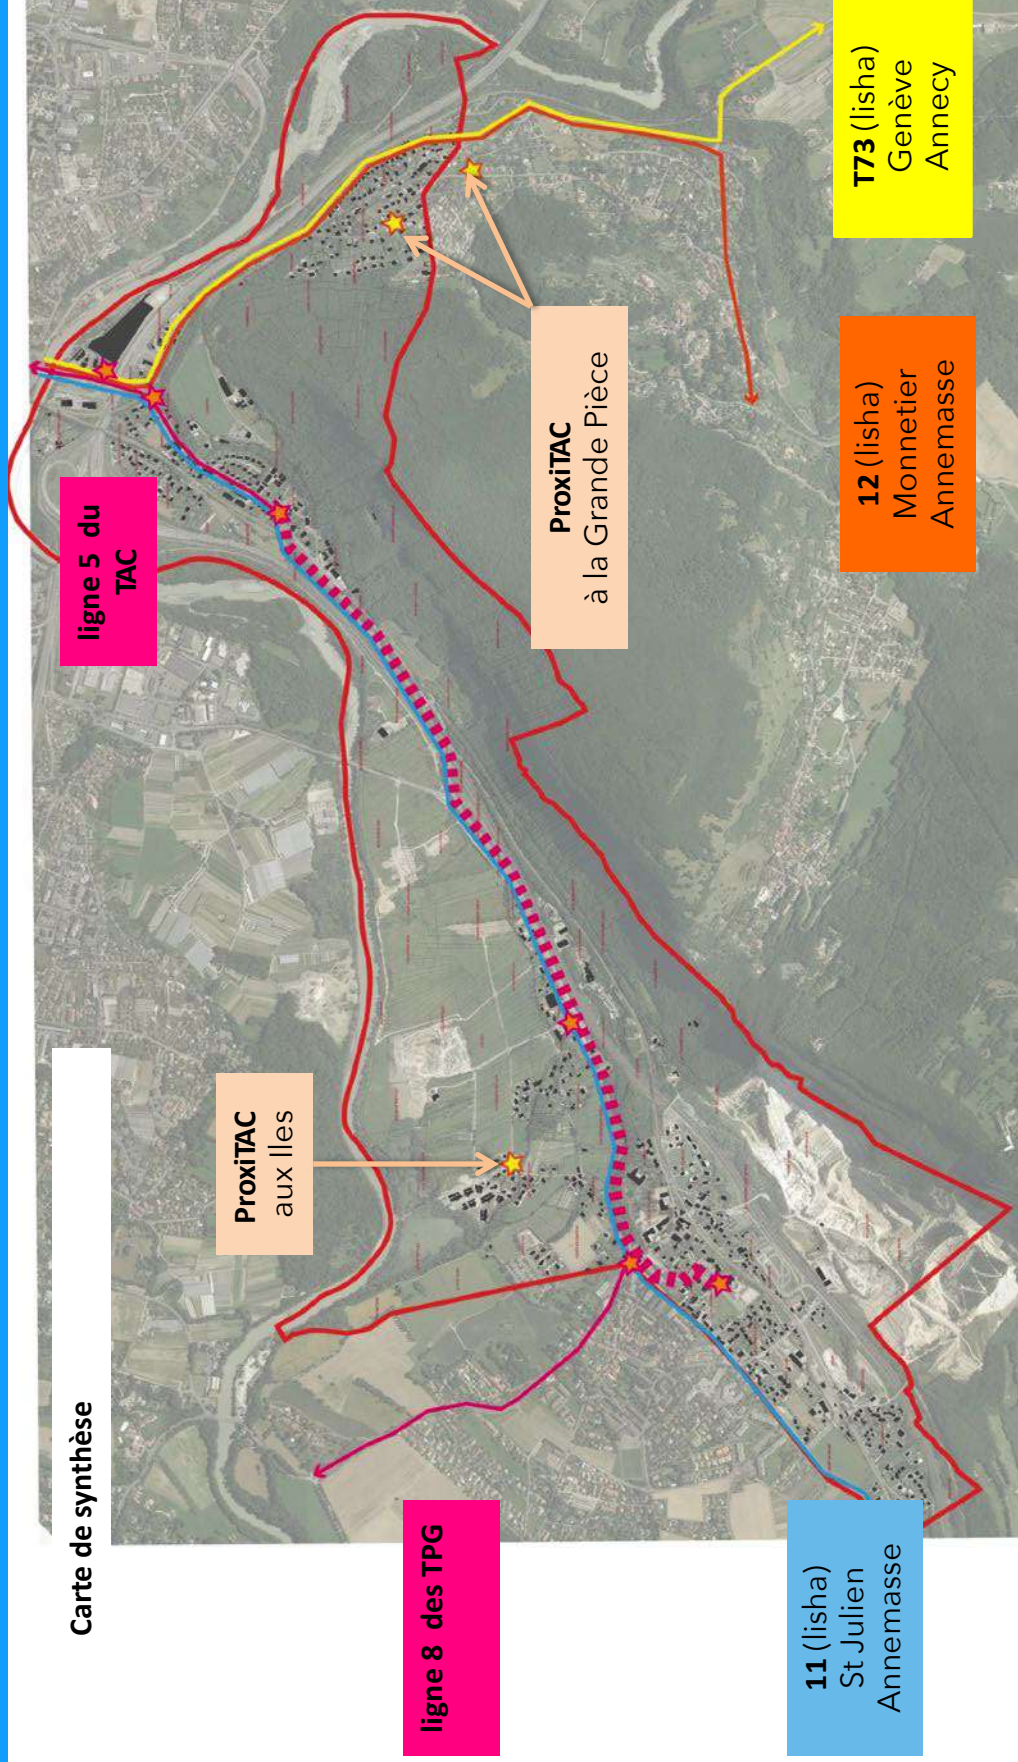 Carte de synthèse
ligne 8  des TPG
11 (lisha)
St Julien
Annemasse
ProxiTAC
aux Iles
ligne 5  du
TAC
ProxiTAC
à la Grande Pièce
12 (lisha)
Monnetier
Annemasse
T73 (lisha)
Genève
Annecy